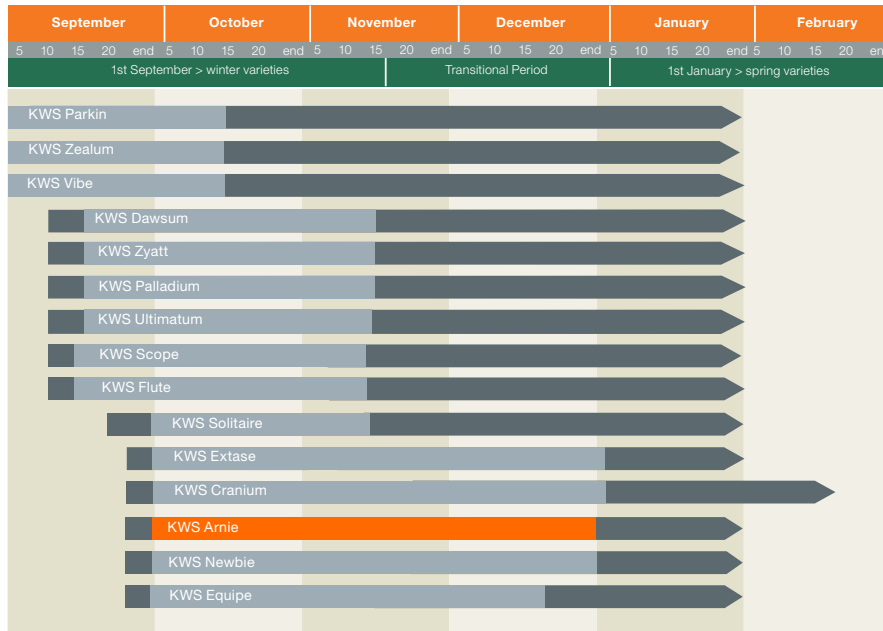 September October November December January February
5 10 15 20 end 5 10 15 20 end 5 10 15 20 end 5 10 15 20 end 5 10 15 20 end 5 10 15 20
1st September > winter varieties Transitional Period 1st January > spring varieties
KWS Parkin
KWS Zealum
KWS Vibe
KWS Dawsum
KWS Zyatt
KWS Palladium
KWS Ultimatum
KWS Scope
KWS Flute
KWS Solitaire
KWS Extase
KWS Cranium
KWS Arnie
KWS Newbie
KWS Equipe